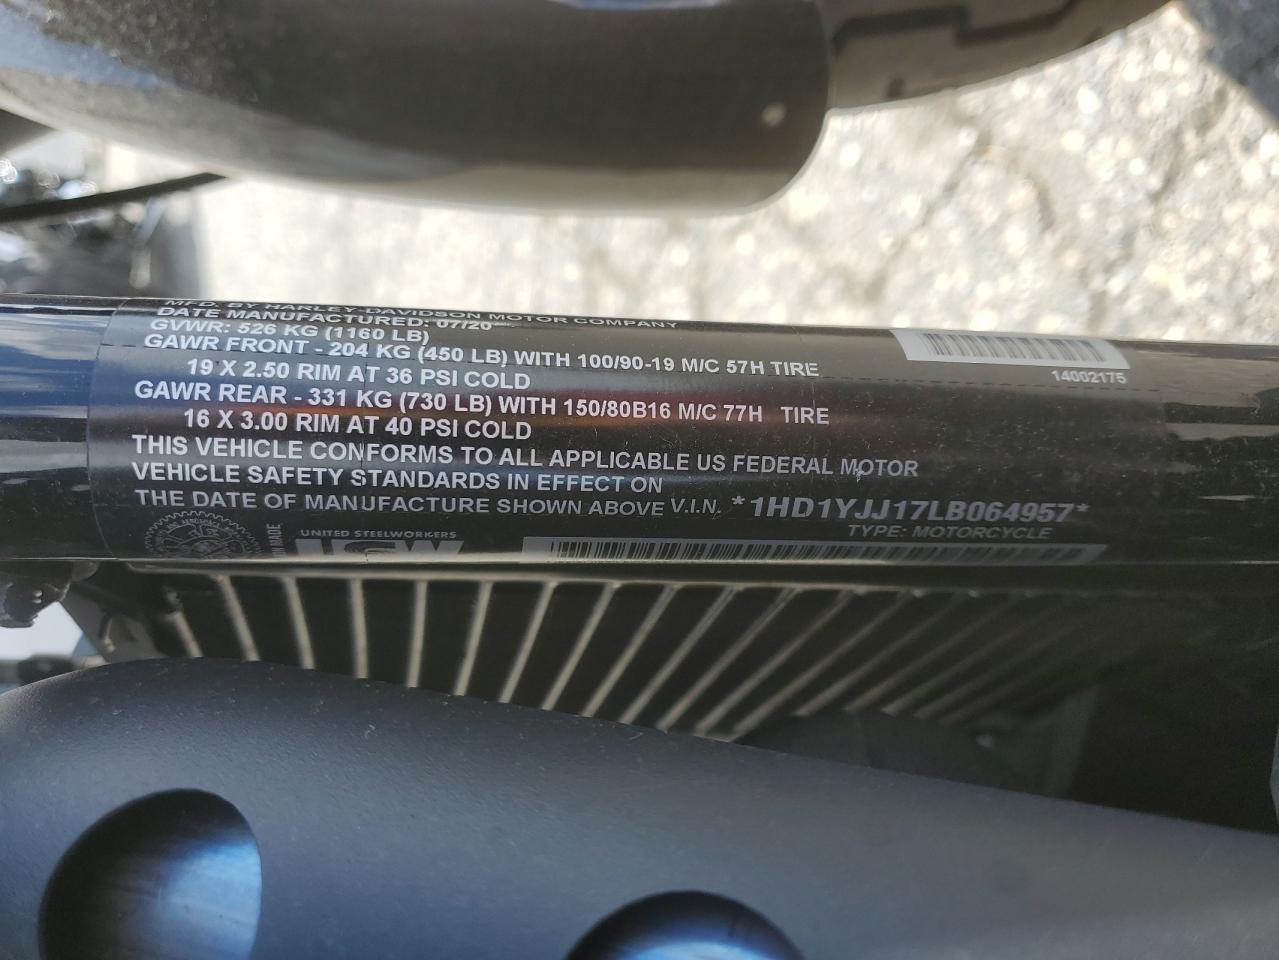 MFD. BY HARLEY-DAVIDSON MOTOR COMPANY
DATE MANUFACTURED: 07/20
GVWR: 526 KG (1160 LB)
GAWR FRONT - 204 KG (450 LB) WITH 100/90-19 M/C 57H TIRE
19 X 2.50 RIM AT 36 PSI COLD
GAWR REAR - 331 KG (730 LB) WITH 150/80B16 M/C 77H TIRE
16 X 3.00 RIM AT 40 PSI COLD
THIS VEHICLE CONFORMS TO ALL APPLICABLE US FEDERAL MOTOR
VEHICLE SAFETY STANDARDS IN EFFECT ON
THE DATE OF MANUFACTURE SHOWN ABOVE V.I.N. *1HD1YJJ17LB064957*
TYPE: MOTORCYCLE
14002175
UNITED STEELWORKERS